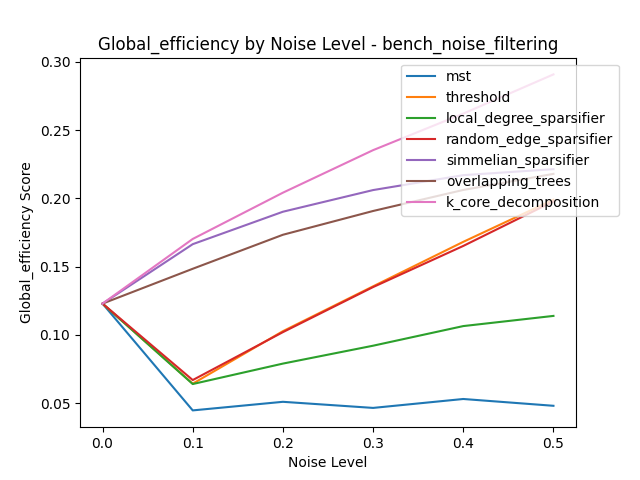 Global_efficiency by Noise Level - bench_noise_filtering
0.30
0.25
0.20
0.15
0.10
0.05
Global_efficiency Score
mst
threshold
local_degree_sparsifier
random_edge_sparsifier
simmelian_sparsifier
overlapping_trees
k_core_decomposition
0.0 0.1 0.2 0.3 0.4 0.5
Noise Level